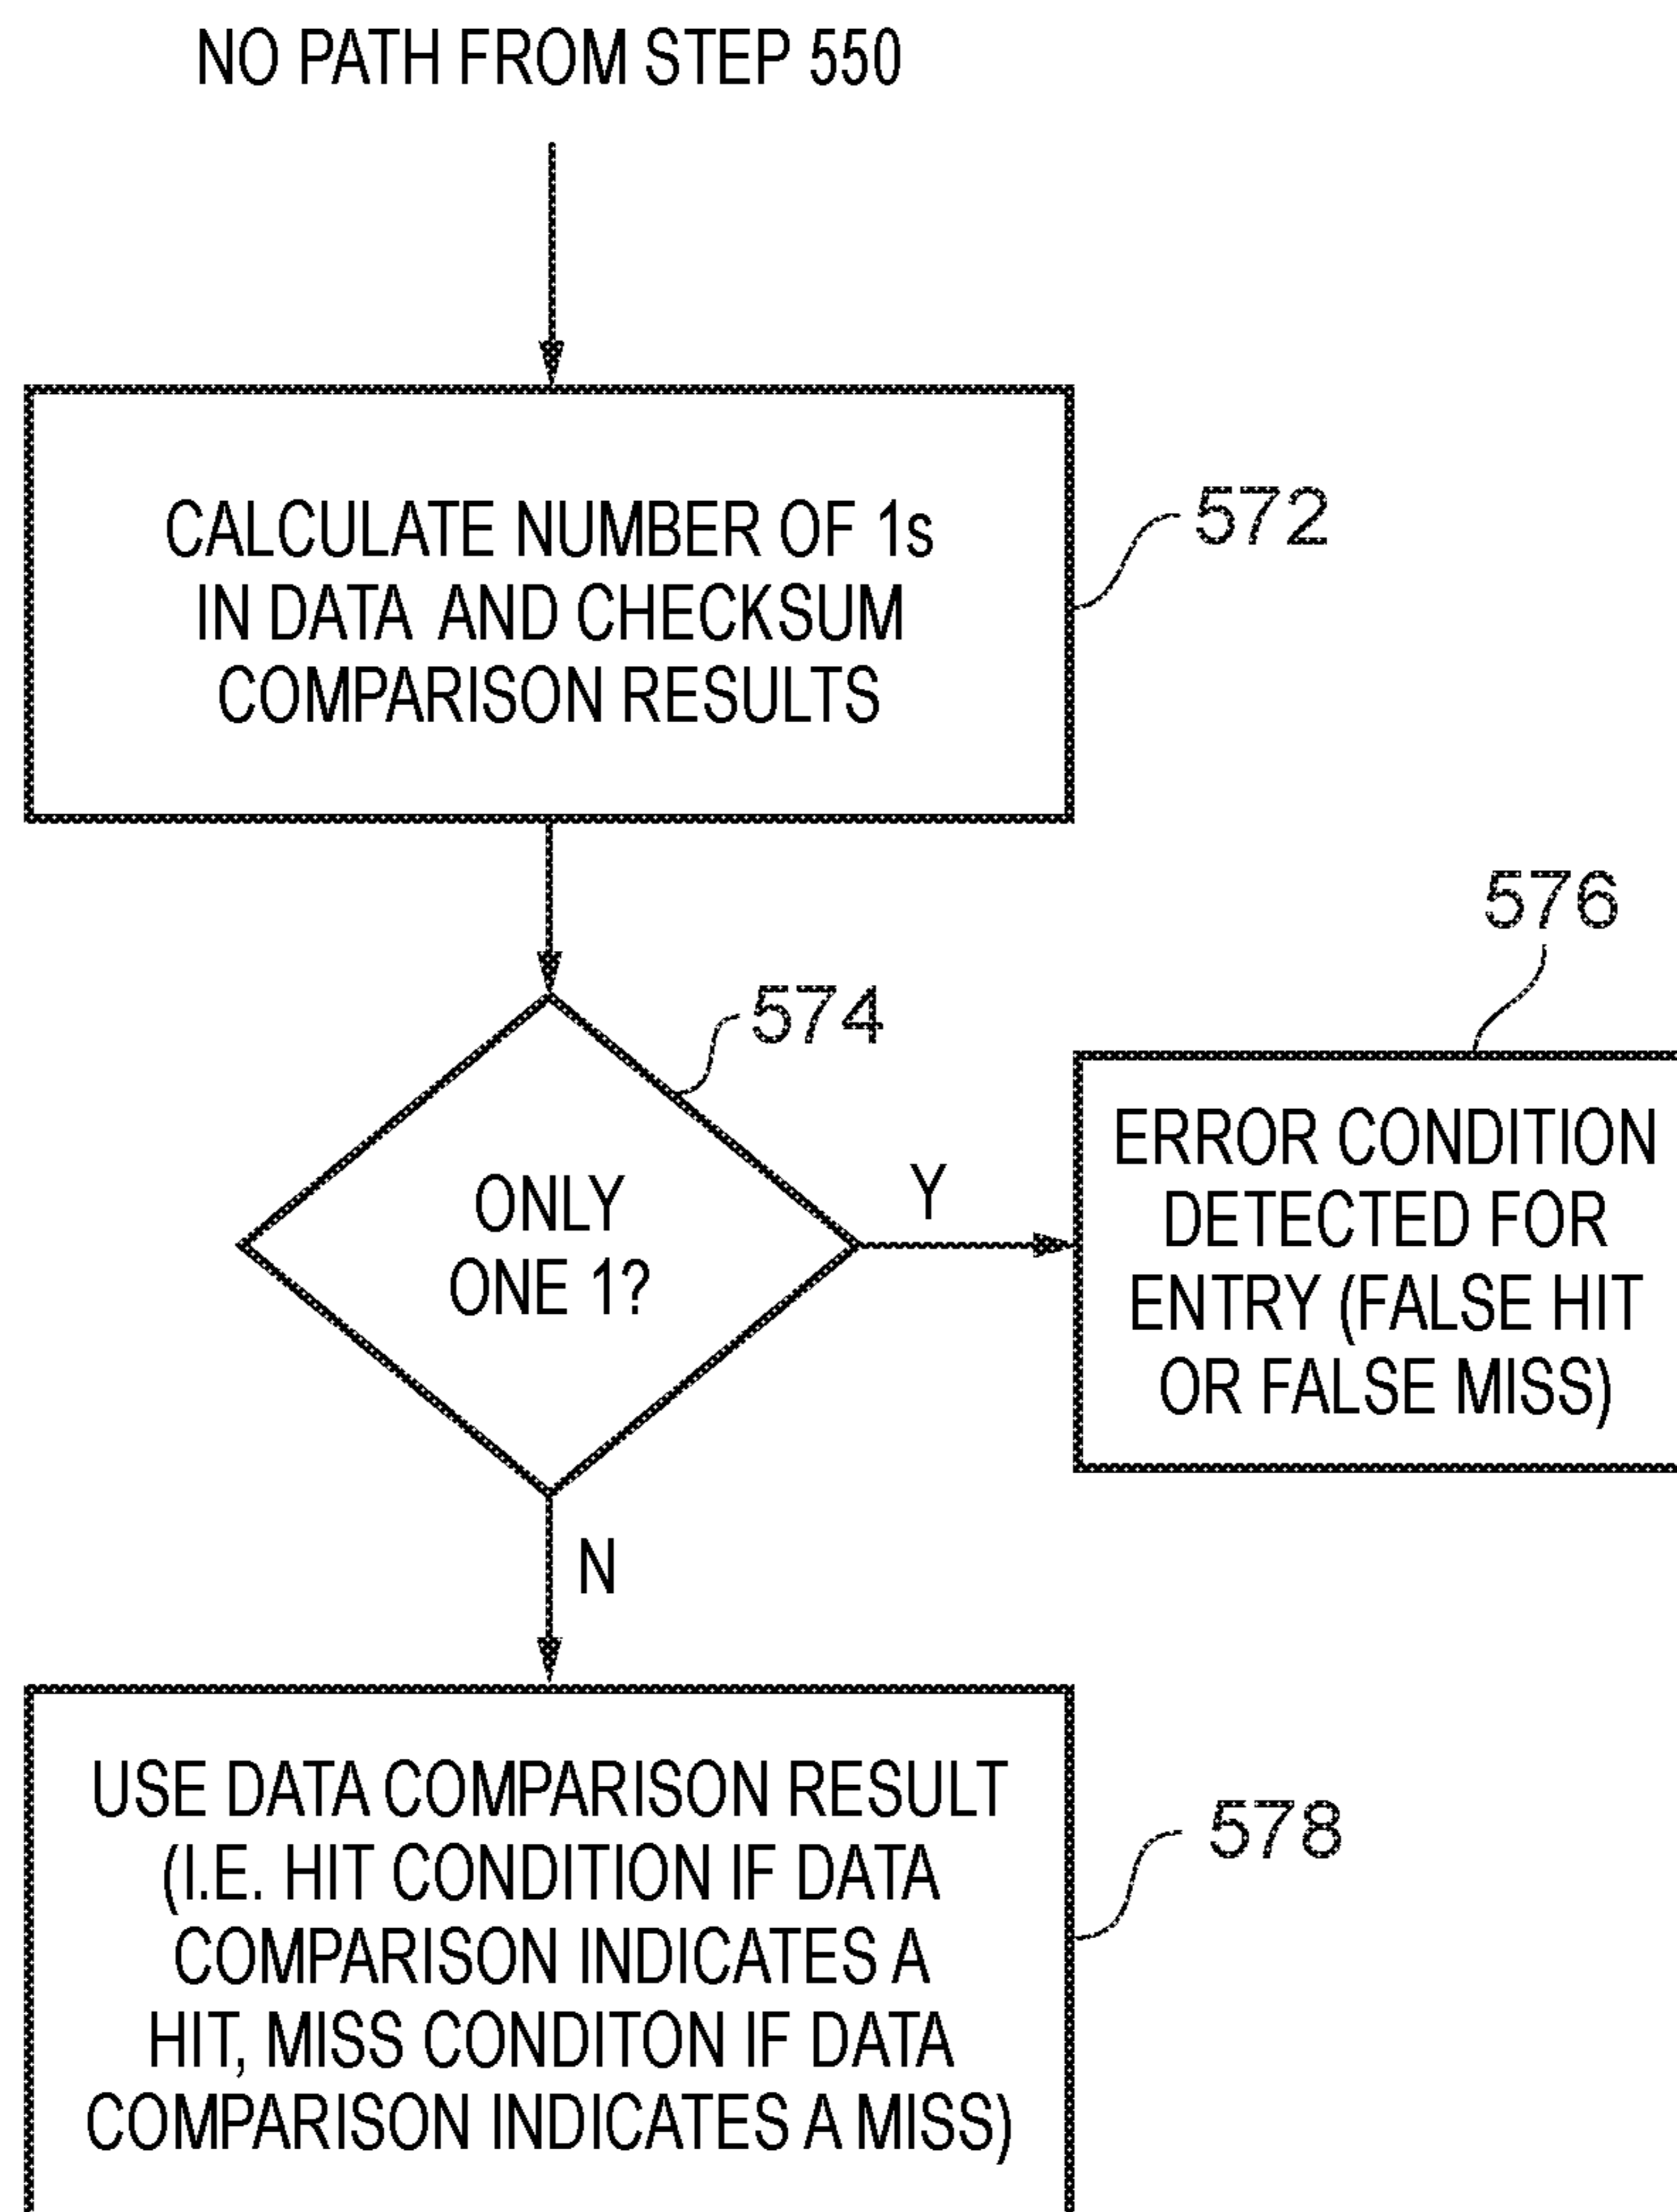 NO PATH FROM STEP 550
CALCULATE NUMBER OF 1s
IN DATA AND CHECKSUM
COMPARISON RESULTS
572
574
ONLY
ONE 1?
Y
576
ERROR CONDITION
DETECTED FOR
ENTRY (FALSE HIT
OR FALSE MISS)
N
USE DATA COMPARISON RESULT
(I.E. HIT CONDITION IF DATA
COMPARISON INDICATES A
HIT, MISS CONDITON IF DATA
COMPARISON INDICATES A MISS)
578